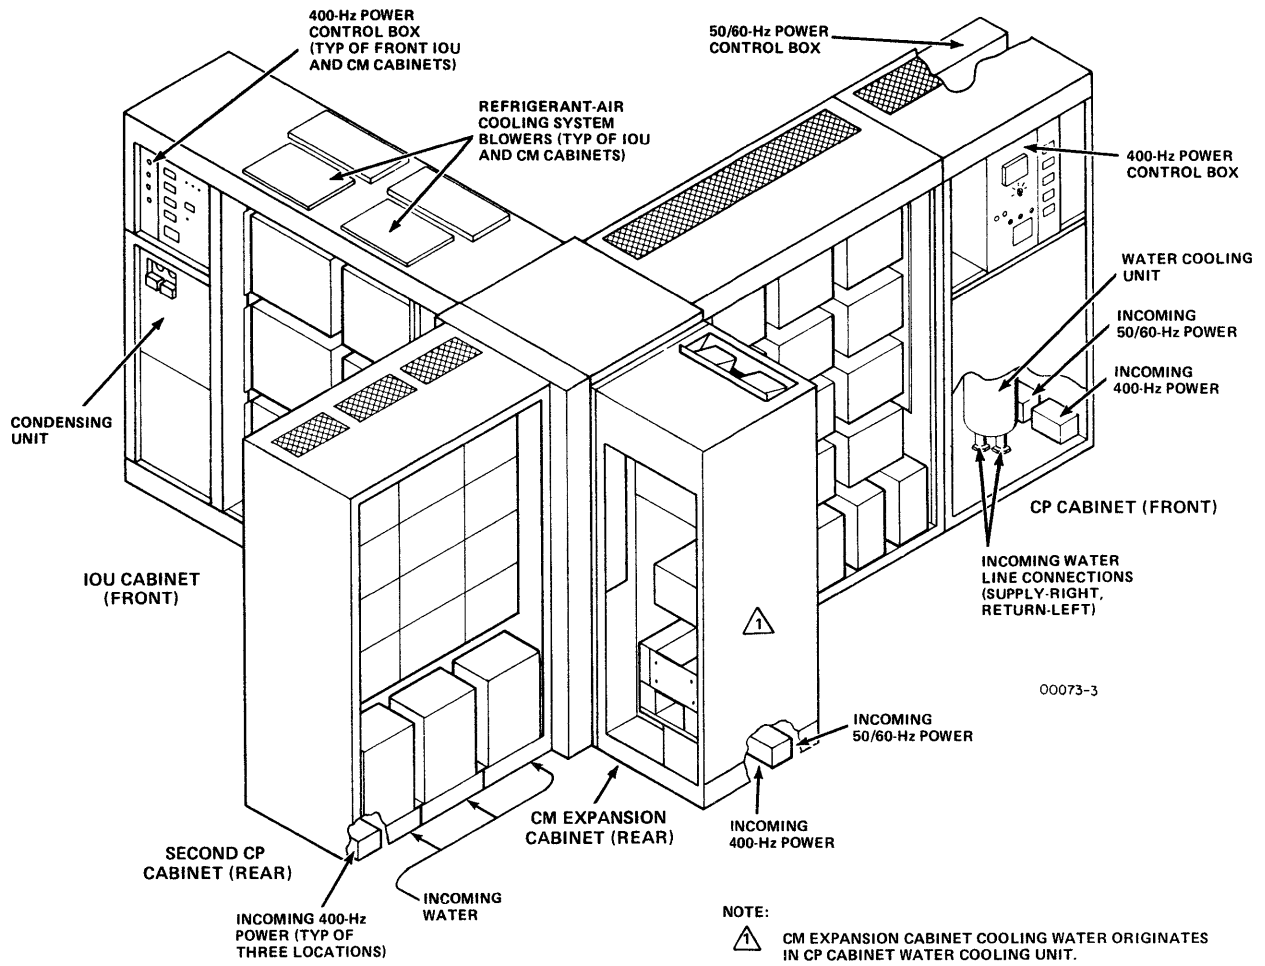 400-Hz POWER
CONTROL BOX
(TYP OF FRONT IOU
AND CM CABINETS)
50/60-Hz POWER
CONTROL BOX
REFRIGERANT-AIR
COOLING SYSTEM
BLOWERS (TYP OF IOU
AND CM CABINETS)
400-Hz POWER
CONTROL BOX
WATER COOLING
UNIT
INCOMING
50/60-Hz POWER
INCOMING
400-Hz POWER
CONDENSING
UNIT
CP CABINET (FRONT)
INCOMING WATER
LINE CONNECTIONS
(SUPPLY-RIGHT,
RETURN-LEFT)
IOU CABINET
(FRONT)
1
00073-3
INCOMING
50/60-Hz POWER
CM EXPANSION
CABINET (REAR)
INCOMING
400-Hz POWER
SECOND CP
CABINET (REAR)
INCOMING
WATER
INCOMING 400-Hz
POWER (TYP OF
THREE LOCATIONS)
NOTE:
1 CM EXPANSION CABINET COOLING WATER ORIGINATES
IN CP CABINET WATER COOLING UNIT.